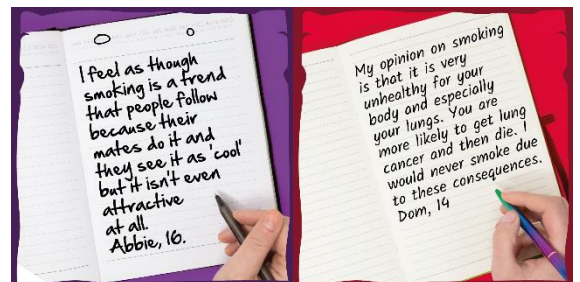 I feel as though
smoking is a trend
that people follow
because their
mates do it and
they see it as 'cool'
but it isn't even
attractive
at all.
Abbie, 16.
My opinion on smoking
is that it is very
unhealthy for your
body and especially
your lungs. You are
more likely to get lung
cancer and then die. I
would never smoke due
to these consequences.
Dom, 14